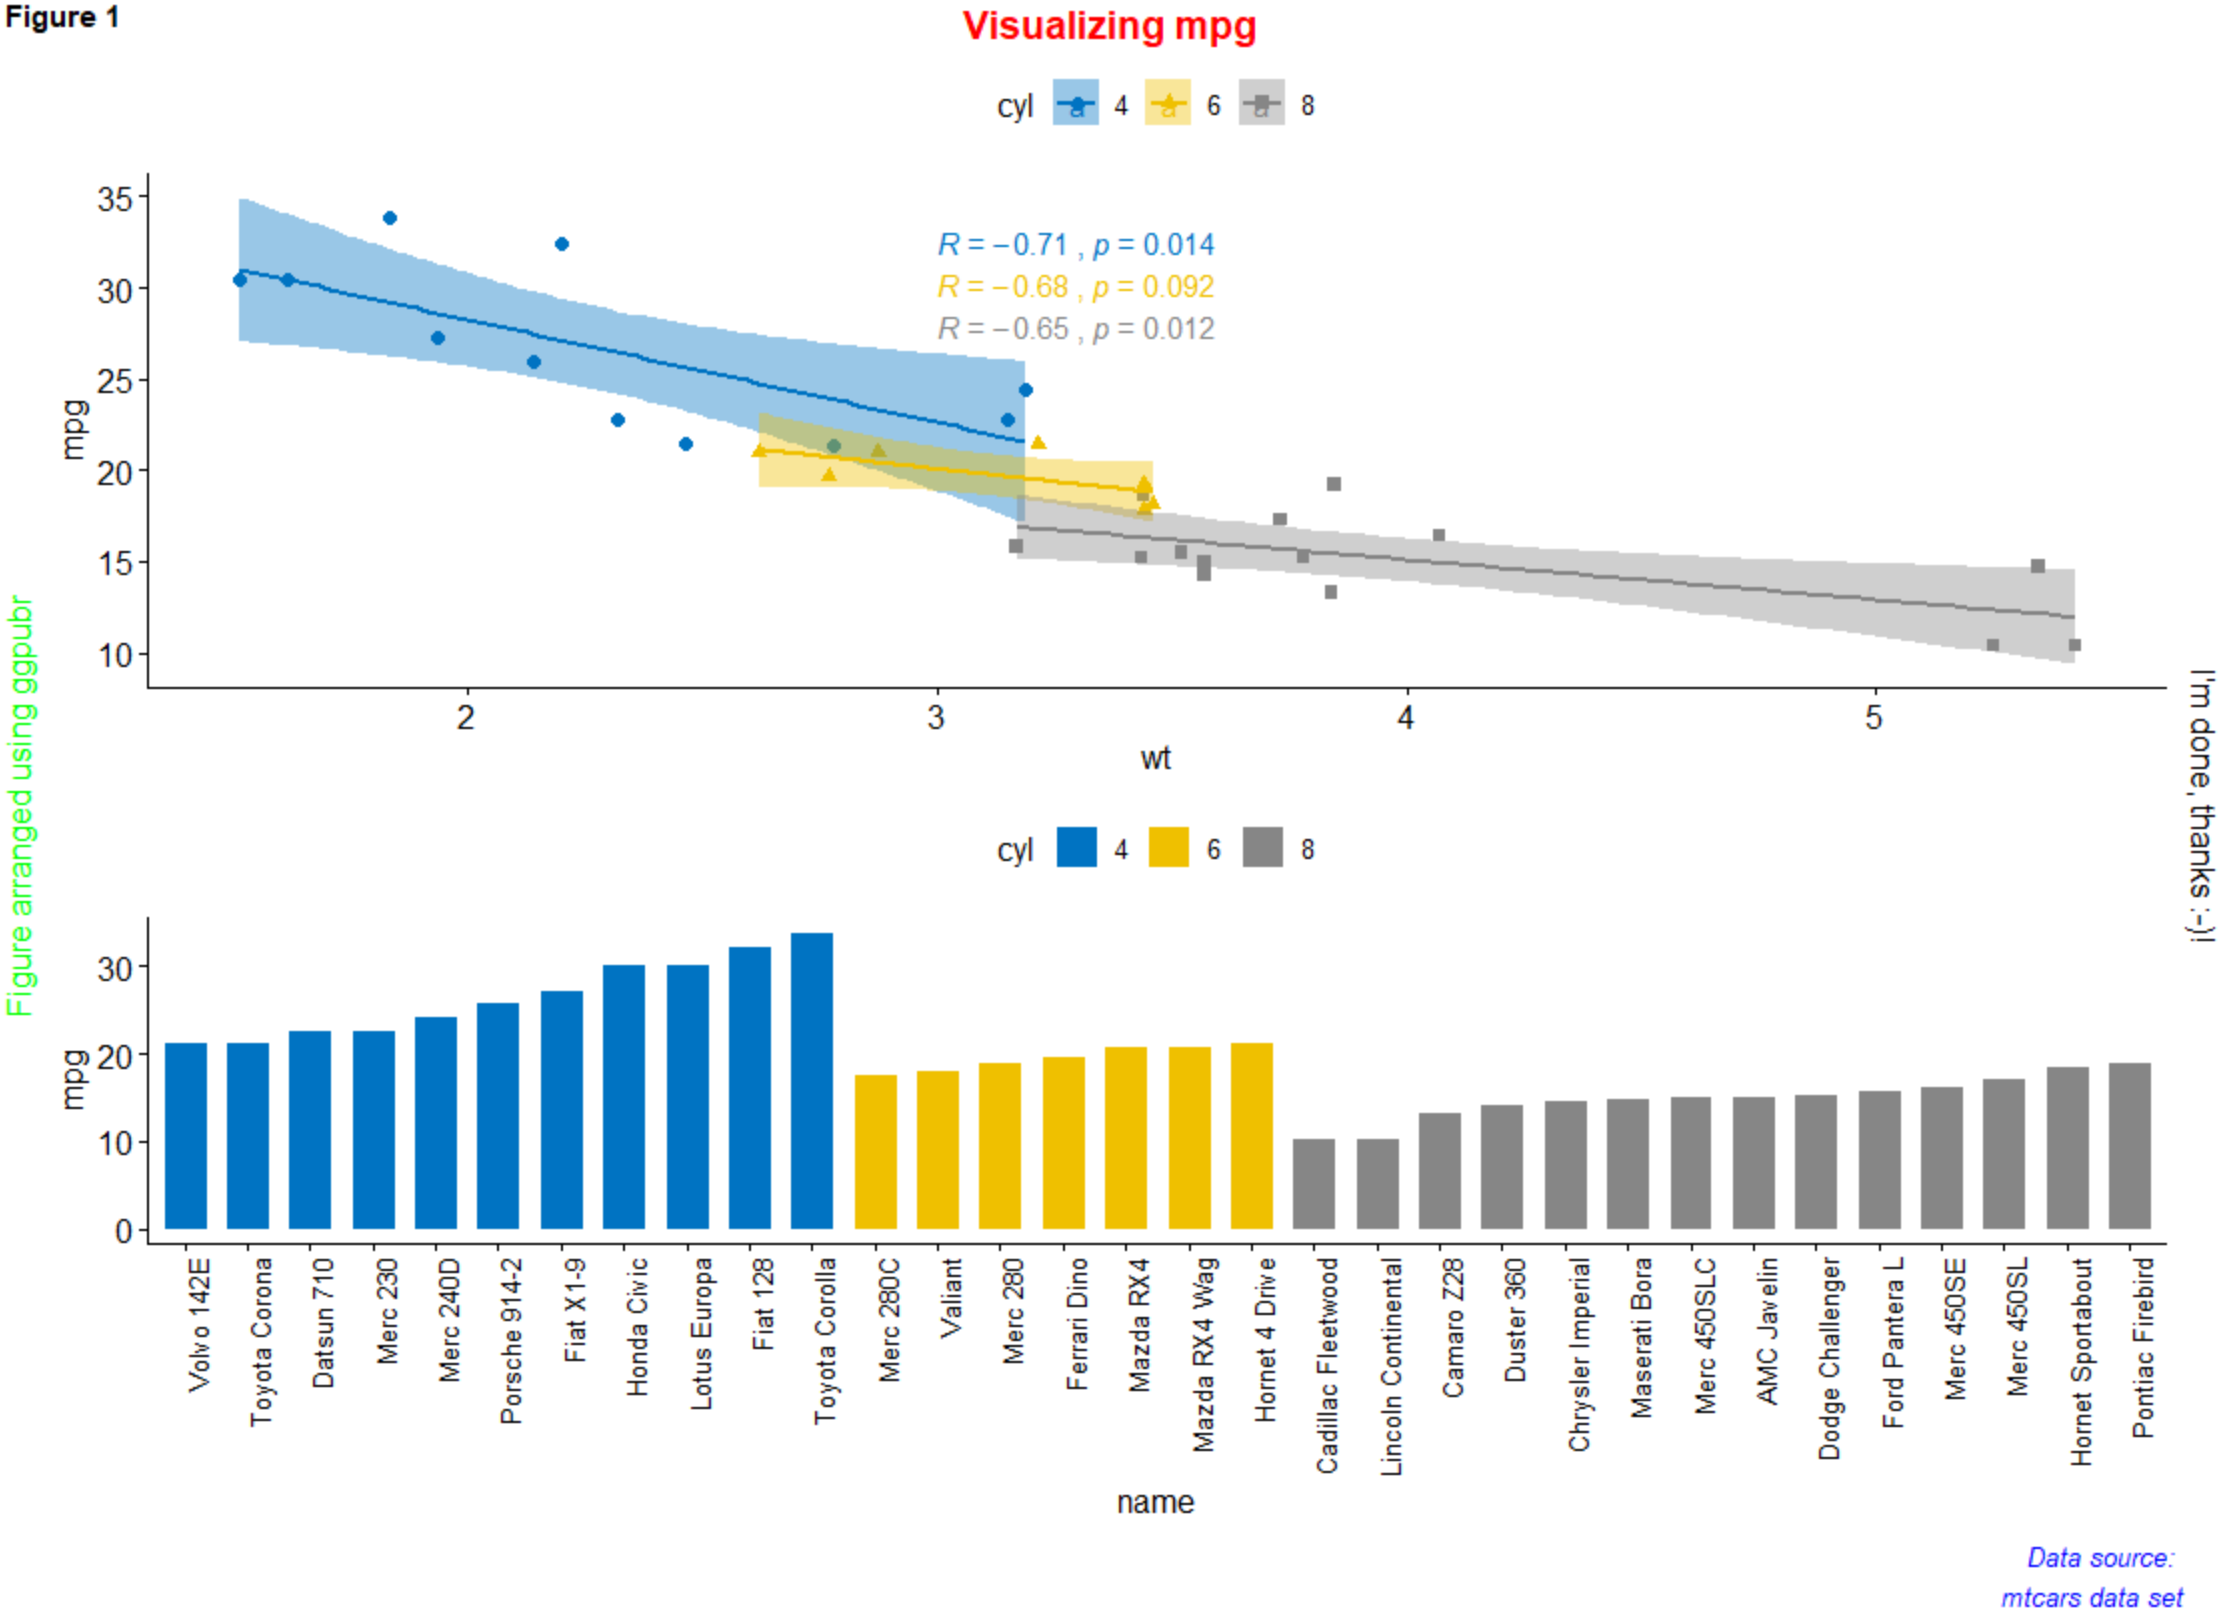 Figure 1
Visualizing mpg
cyl a 4 a 6 a 8
35
30
25
20
15
10
mpg
R = −0.71 , p = 0.014
R = −0.68 , p = 0.092
R = −0.65 , p = 0.012
2 3 4 5
wt
Figure arranged using ggpubr
I'm done, thanks :-)!
cyl 4 6 8
30
20
10
0
mpg
Volvo 142E
Toyota Corona
Datsun 710
Merc 230
Merc 240D
Porsche 914-2
Fiat X1-9
Honda Civic
Lotus Europa
Fiat 128
Toyota Corolla
Merc 280C
Valiant
Merc 280
Ferrari Dino
Mazda RX4
Mazda RX4 Wag
Hornet 4 Drive
Cadillac Fleetwood
Lincoln Continental
Camaro Z28
Duster 360
Chrysler Imperial
Maserati Bora
Merc 450SLC
AMC Javelin
Dodge Challenger
Ford Pantera L
Merc 450SE
Merc 450SL
Hornet Sportabout
Pontiac Firebird
name
Data source:
mtcars data set